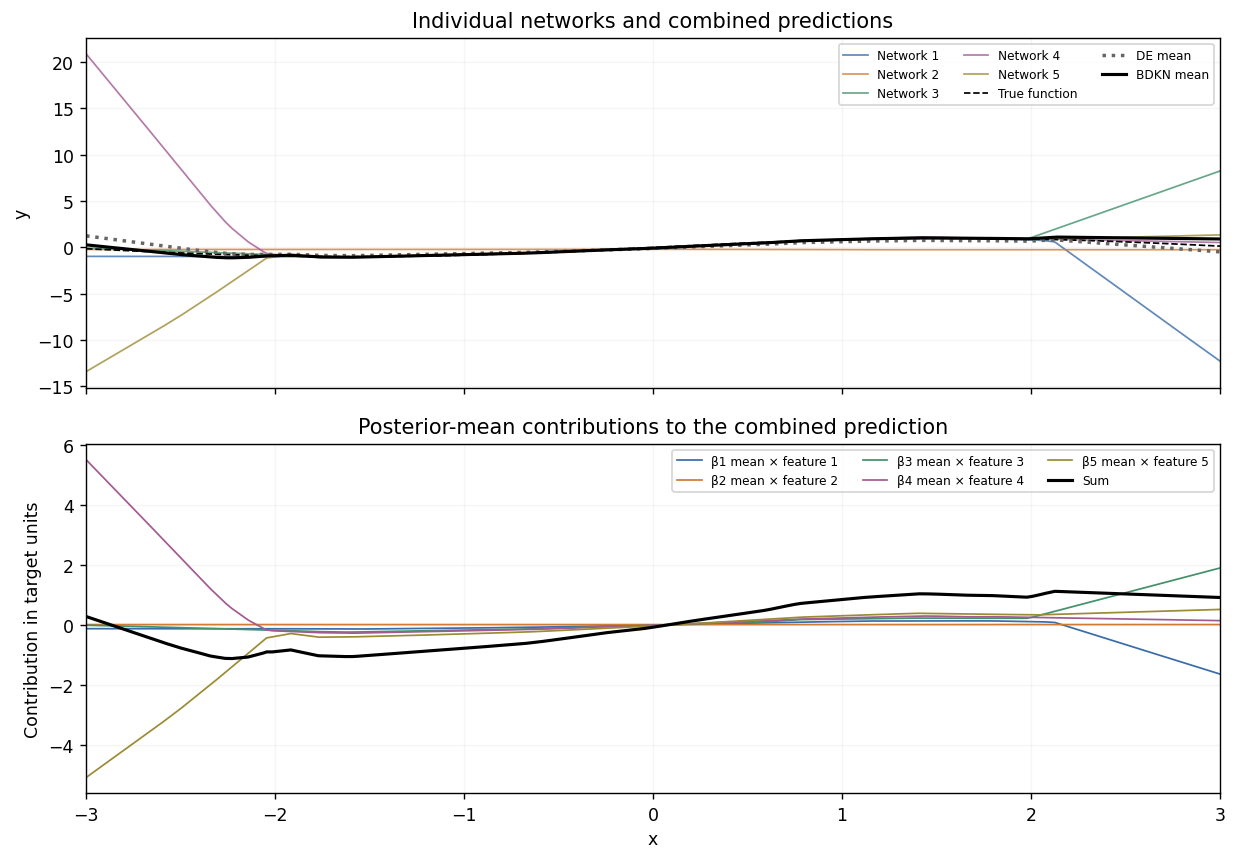 Individual networks and combined predictions
Network 1 Network 4 DE mean
Network 2 Network 5 BDKN mean
Network 3 True function
20
15
10
5
0
−5
−10
−15
y
Posterior-mean contributions to the combined prediction
β1 mean × feature 1 β3 mean × feature 3 β5 mean × feature 5
β2 mean × feature 2 β4 mean × feature 4 Sum
6
4
2
0
−2
−4
Contribution in target units
−3 −2 −1 0 1 2 3
x